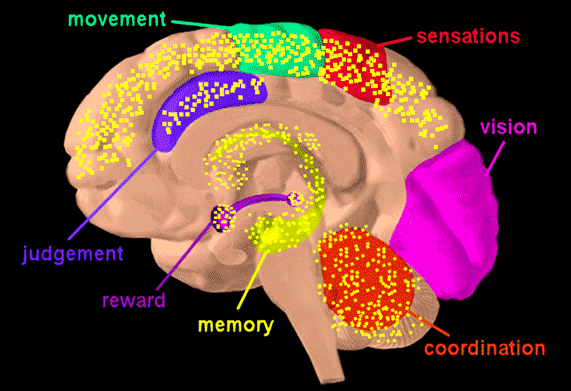 movement
sensations
vision
judgement
reward
memory
coordination